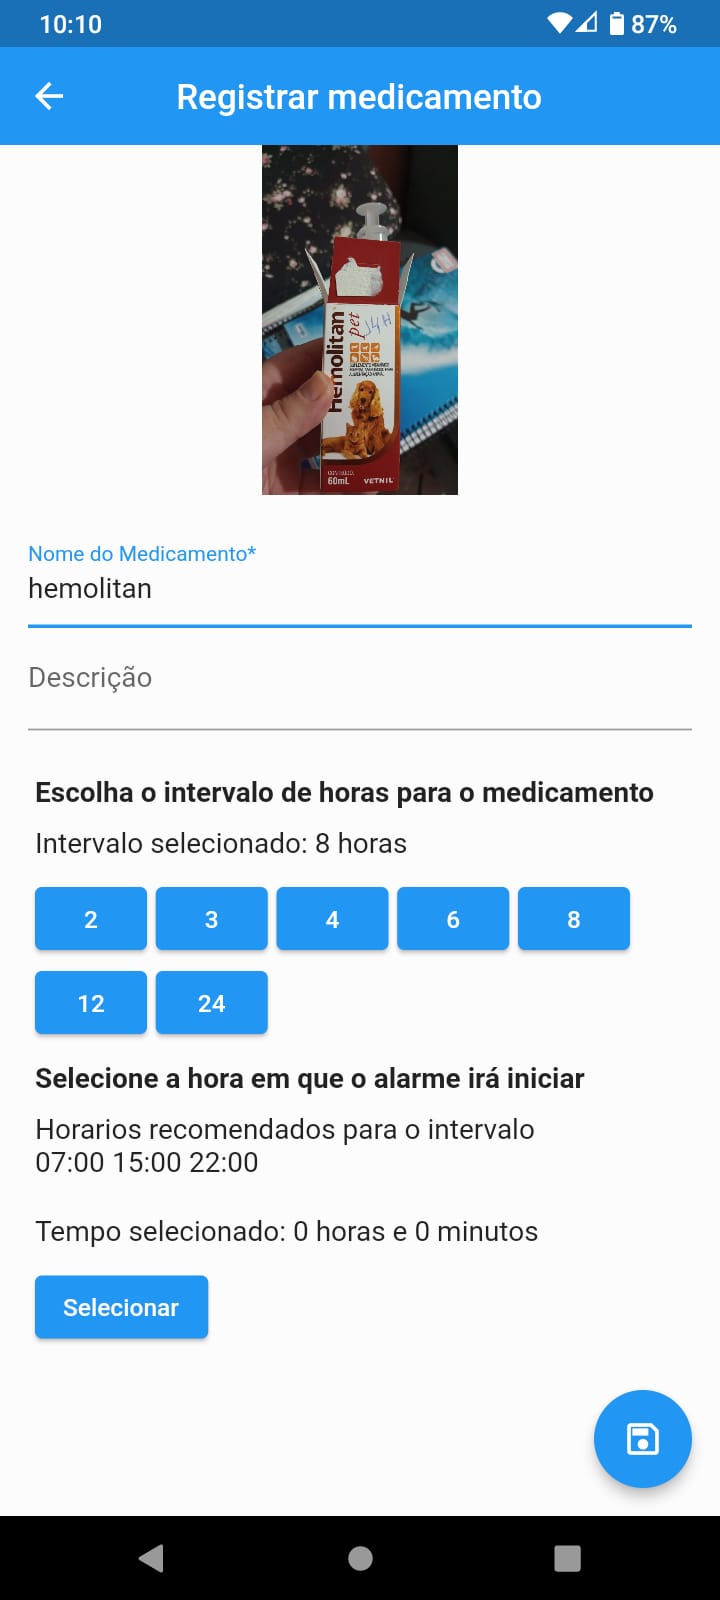 10:10 87%
Registrar medicamento
Hemolitan
pet
14H
CONTEÚDO:
60mL VETNIL
Nome do Medicamento*
hemolitan
Descrição
Escolha o intervalo de horas para o medicamento
Intervalo selecionado: 8 horas
2 3 4 6 8
12 24
Selecione a hora em que o alarme irá iniciar
Horarios recomendados para o intervalo
07:00 15:00 22:00
Tempo selecionado: 0 horas e 0 minutos
Selecionar